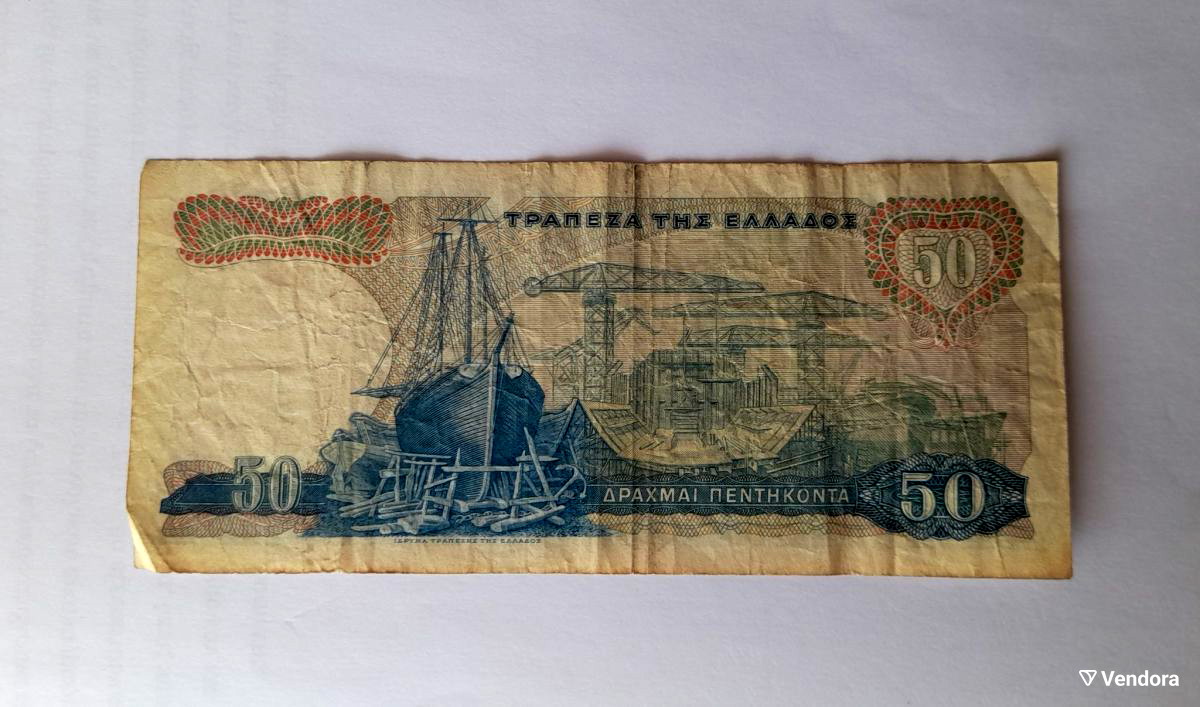 ΤΡΑΠΕΖΑ ΤΗΣ ΕΛΛΑΔΟΣ
50
50
ΔΡΑΧΜΑΙ ΠΕΝΤΗΚΟΝΤΑ
50
ΙΔΡΥΜΑ ΤΡΑΠΕΖΗΣ ΤΗΣ ΕΛΛΑΔΟΣ
Vendora